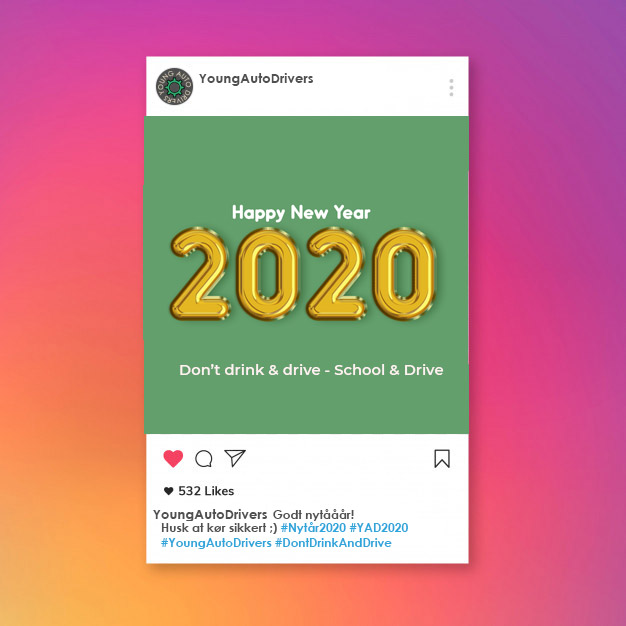 YOUNG AUTO DRIVERS
YoungAutoDrivers
Happy New Year
2020
Don't drink & drive - School & Drive
532 Likes
YoungAutoDrivers Godt nytååår!
Husk at kør sikkert ;) #Nytår2020 #YAD2020
#YoungAutoDrivers #DontDrinkAndDrive